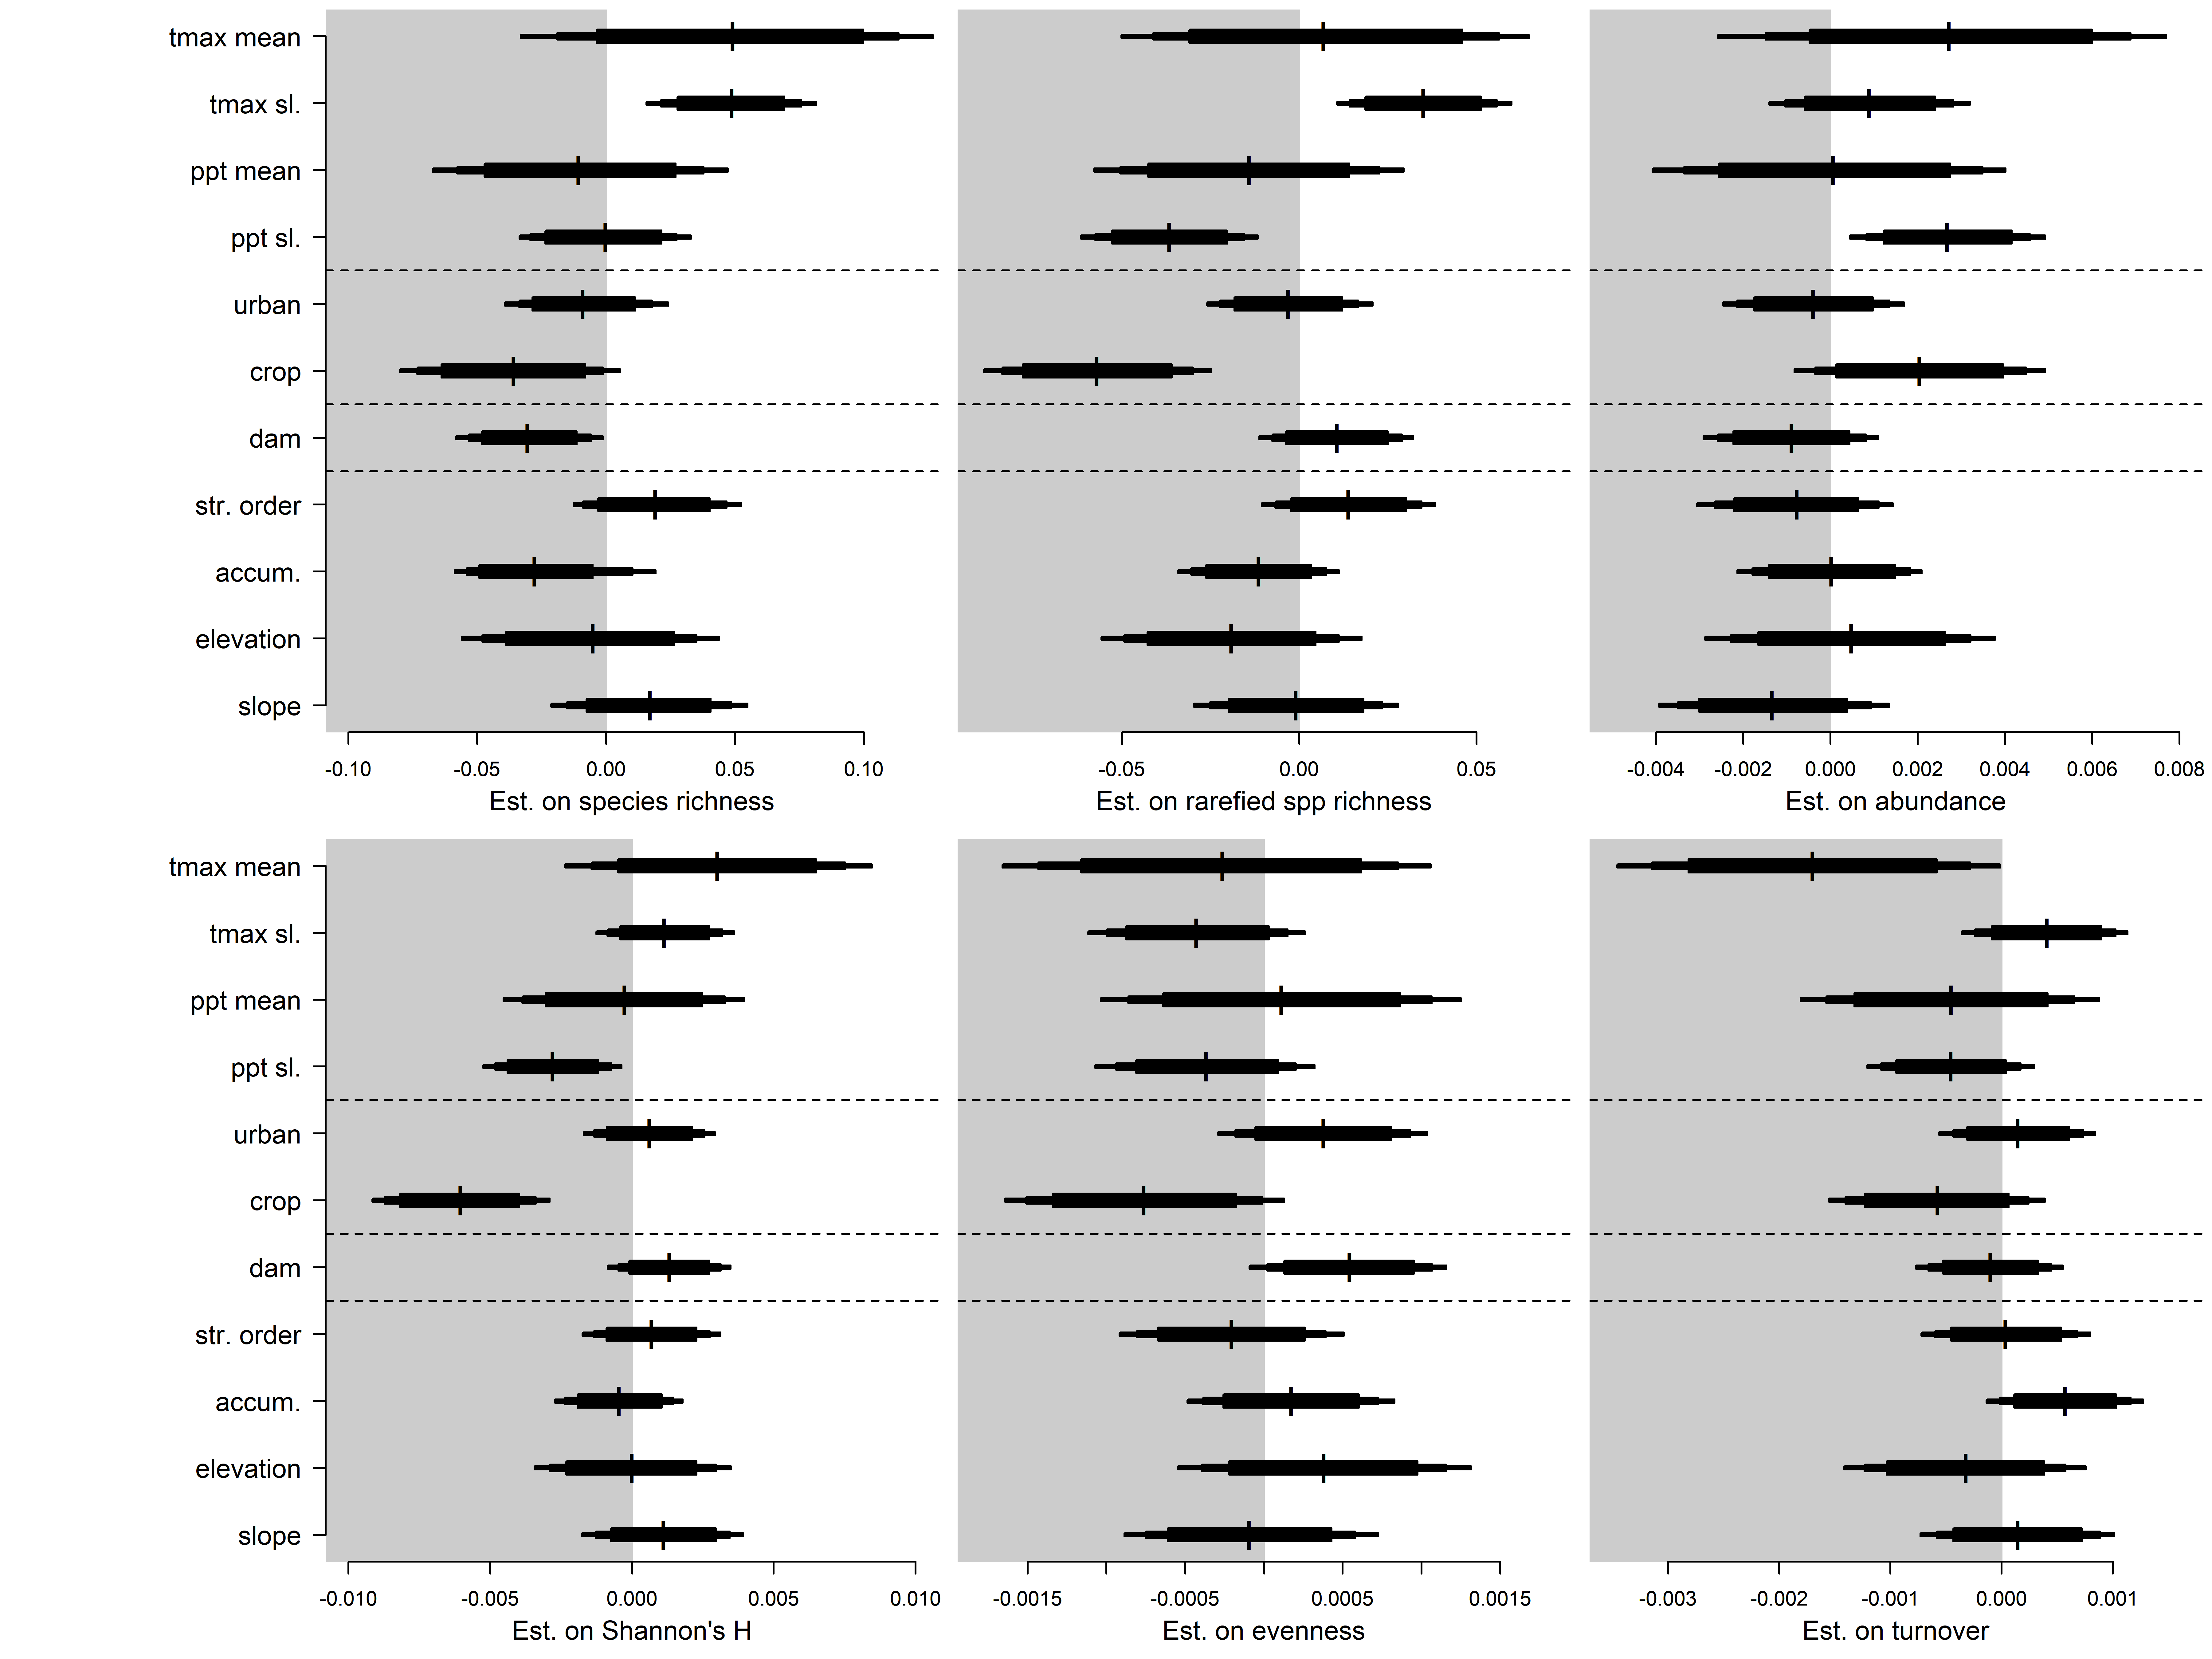 tmax mean
tmax sl.
ppt mean
ppt sl.
urban
crop
dam
str. order
accum.
elevation
slope
-0.10 -0.05 0.00 0.05 0.10
Est. on species richness
-0.05 0.00 0.05
Est. on rarefied spp richness
-0.004 -0.002 0.000 0.002 0.004 0.006 0.008
Est. on abundance
tmax mean
tmax sl.
ppt mean
ppt sl.
urban
crop
dam
str. order
accum.
elevation
slope
-0.010 -0.005 0.000 0.005 0.010
Est. on Shannon's H
-0.0015 -0.0005 0.0005 0.0015
Est. on evenness
-0.003 -0.002 -0.001 0.000 0.001
Est. on turnover